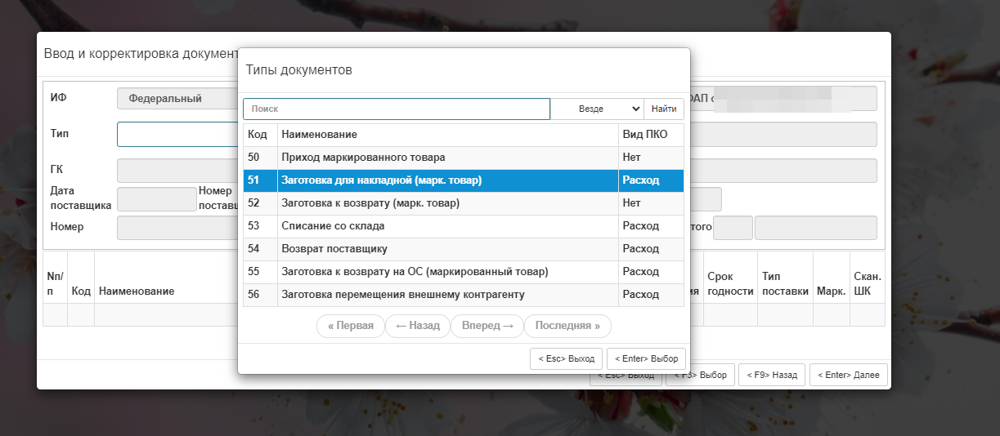 Ввод и корректировка документ
Типы документов
ИФ Федеральный
ФАП с
Поиск Везде Найти
Тип
Код Наименование Вид ПКО
50 Приход маркированного товара Нет
51 Заготовка для накладной (марк. товар) Расход
52 Заготовка к возврату (марк. товар) Нет
53 Списание со склада Расход
54 Возврат поставщику Расход
55 Заготовка к возврату на ОС (маркированный товар) Расход
56 Заготовка перемещения внешнему контрагенту Расход
« Первая ← Назад Вперед → Последняя »
< Esc> Выход < Enter> Выбор
ГК
Дата поставщика
Номер
Номер
того
Nп/п Код Наименование
ия Срок годности Тип поставки Марк. Скан. ШК
< Esc> Выход < F3> Выбор < F9> Назад < Enter> Далее